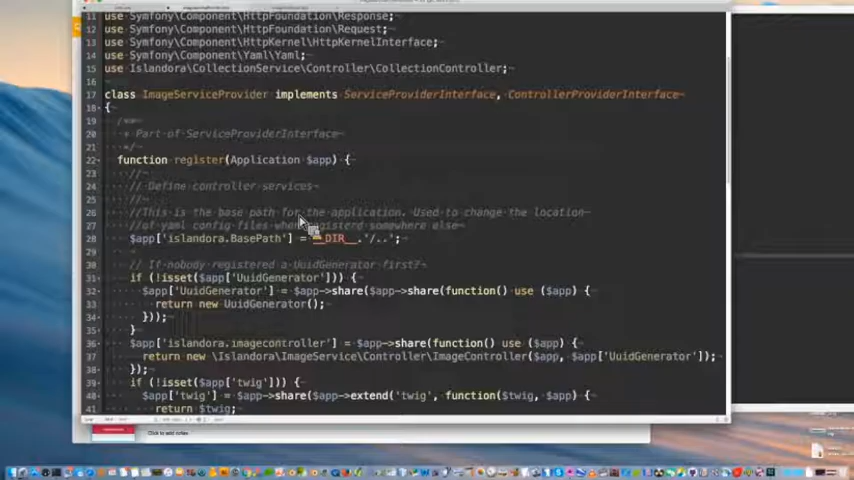 11 use Symfony\Component\HttpFoundation\Response;
12 use Symfony\Component\HttpFoundation\Request;
13 use Symfony\Component\HttpKernel\HttpKernelInterface;
14 use Symfony\Component\Yaml\Yaml;
15 use Islandora\CollectionService\Controller\CollectionController;
16
17 class ImageServiceProvider implements ServiceProviderInterface, ControllerProviderInterface
18 {
19 /**
20 * Part of ServiceProviderInterface
21 */
22 function register(Application $app) {
23 //
24 // Define controller services
25 //
26 //This is the base path for the application. Used to change the location
27 //of yaml config files when registerd somewhere else
28 $app['islandora.BasePath'] = __DIR__.'/..';
29
30 // If nobody registered a UuidGenerator first?
31 if (!isset($app['UuidGenerator'])) {
32 $app['UuidGenerator'] = $app->share($app->share(function() use ($app) {
33 return new UuidGenerator();
34 }));
35 }
36 $app['islandora.imagecontroller'] = $app->share(function() use ($app) {
37 return new \Islandora\ImageService\Controller\ImageController($app, $app['UuidGenerator']);
38 });
39 if (!isset($app['twig'])) {
40 $app['twig'] = $app->share($app->extend('twig', function($twig, $app) {
41 return $twig;
Click to add notes